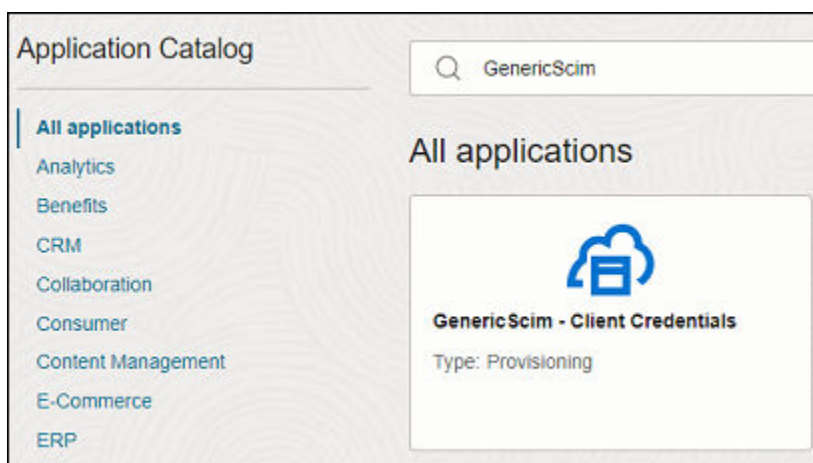 Application Catalog
All applications
Analytics
Benefits
CRM
Collaboration
Consumer
Content Management
E-Commerce
ERP
GenericScim
All applications
GenericScim - Client Credentials
Type: Provisioning